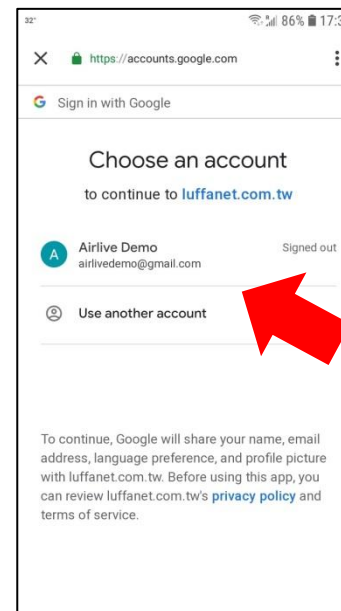 32°
86% 17:3
https://accounts.google.com
G Sign in with Google
Choose an account
to continue to luffanet.com.tw
A Airlive Demo Signed out
airlivedemo@gmail.com
Use another account
To continue, Google will share your name, email
address, language preference, and profile picture
with luffanet.com.tw. Before using this app, you
can review luffanet.com.tw's privacy policy and
terms of service.